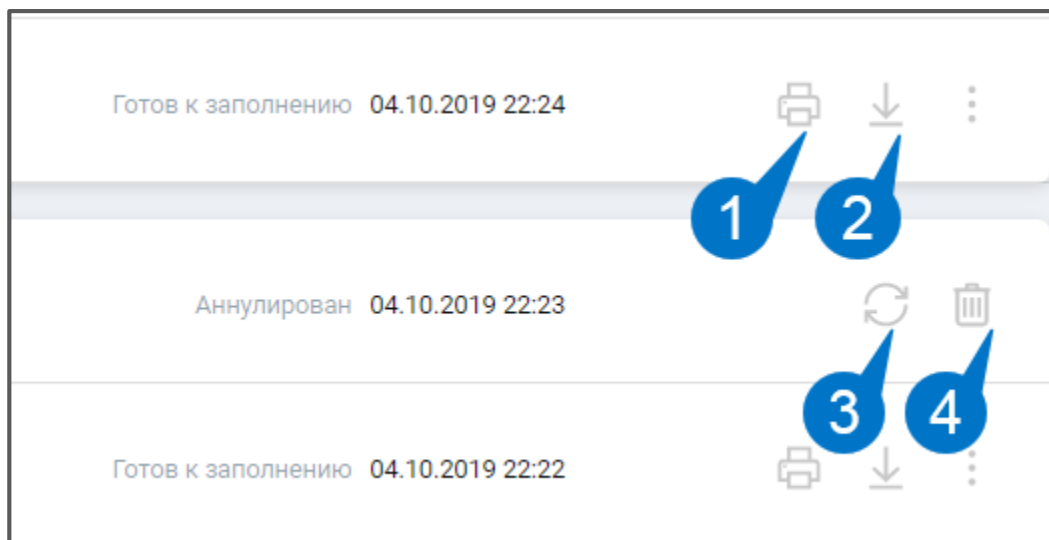 Готов к заполнению 04.10.2019 22:24
1 2
Аннулирован 04.10.2019 22:23
3 4
Готов к заполнению 04.10.2019 22:22